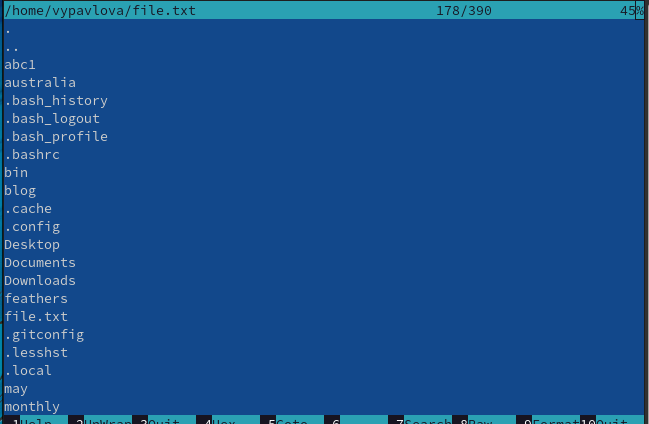 /home/vypavlova/file.txt 178/390 45%
.
..
abc1
australia
.bash_history
.bash_logout
.bash_profile
.bashrc
bin
blog
.cache
.config
Desktop
Documents
Downloads
feathers
file.txt
.gitconfig
.lesshst
.local
may
monthly
1Help 2UnWrap 3Quit 4Hex 5Goto 6 7Search 8Raw 9Format 10Quit